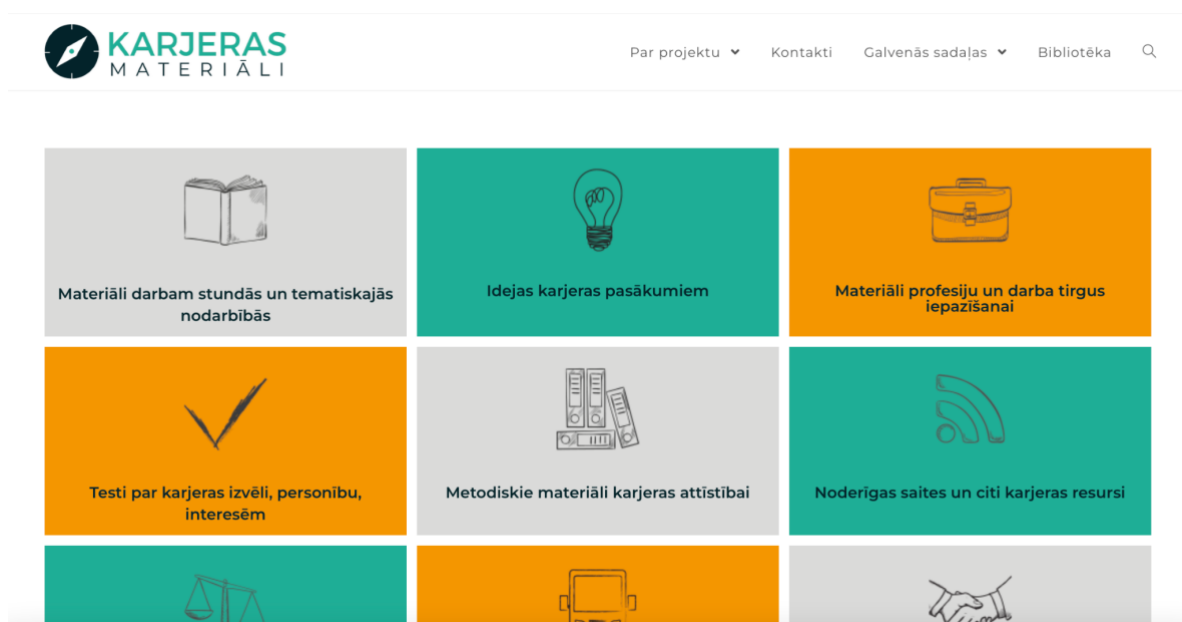 KARJERAS
MATERIĀLI
Par projektu
Kontakti
Galvenās sadaļas
Bibliotēka
Materiāli darbam stundās un tematiskajās
nodarbībās
Idejas karjeras pasākumiem
Materiāli profesiju un darba tirgus
iepazīšanai
Testi par karjeras izvēli, personību,
interesēm
Metodiskie materiāli karjeras attīstībai
Noderīgas saites un citi karjeras resursi